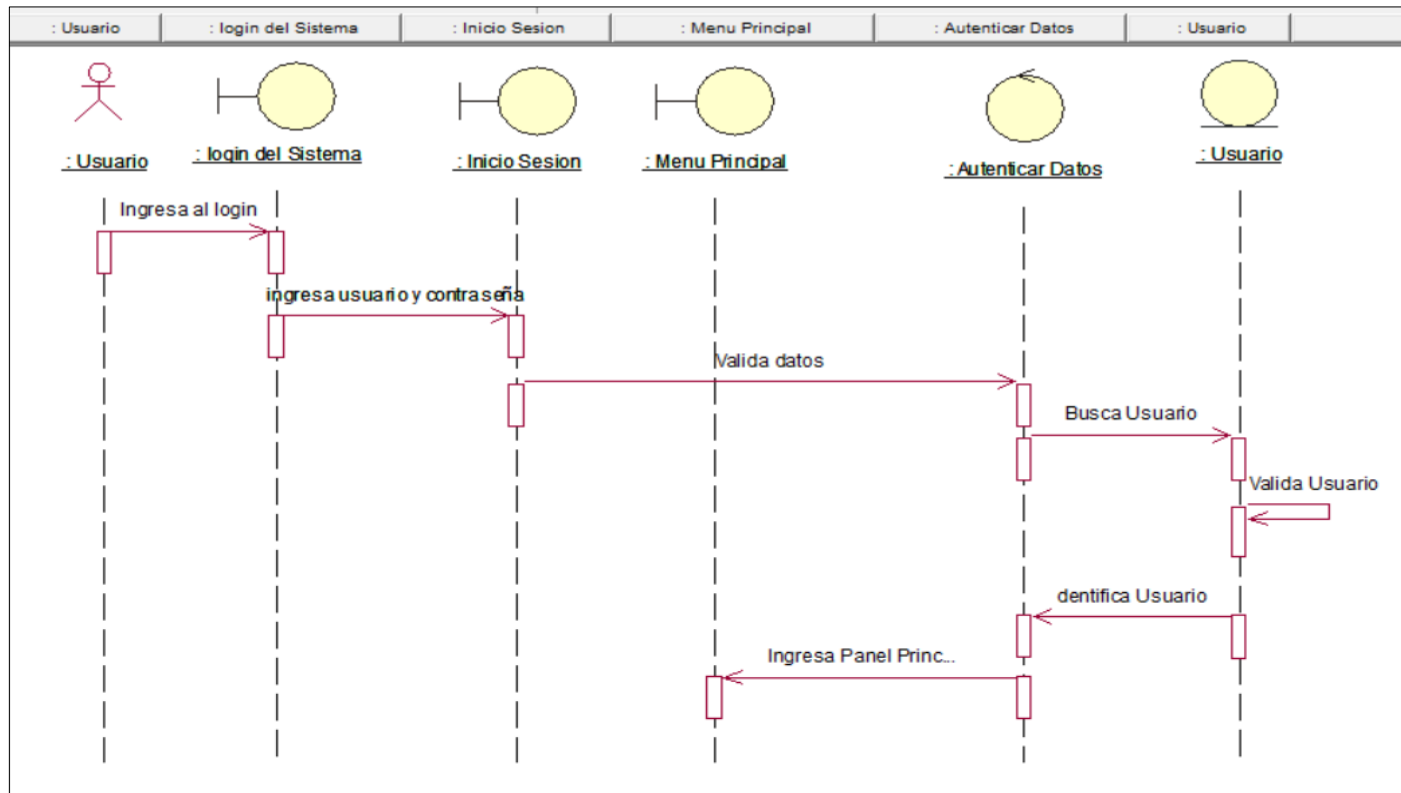 : Usuario
: login del Sistema
: Inicio Sesion
: Menu Principal
: Autenticar Datos
: Usuario
: Usuario
: login del Sistema
: Inicio Sesion
: Menu Principal
: Autenticar Datos
: Usuario
Ingresa al login
ingresa usuario y contraseña
Valida datos
Busca Usuario
Valida Usuario
dentifica Usuario
Ingresa Panel Princ...